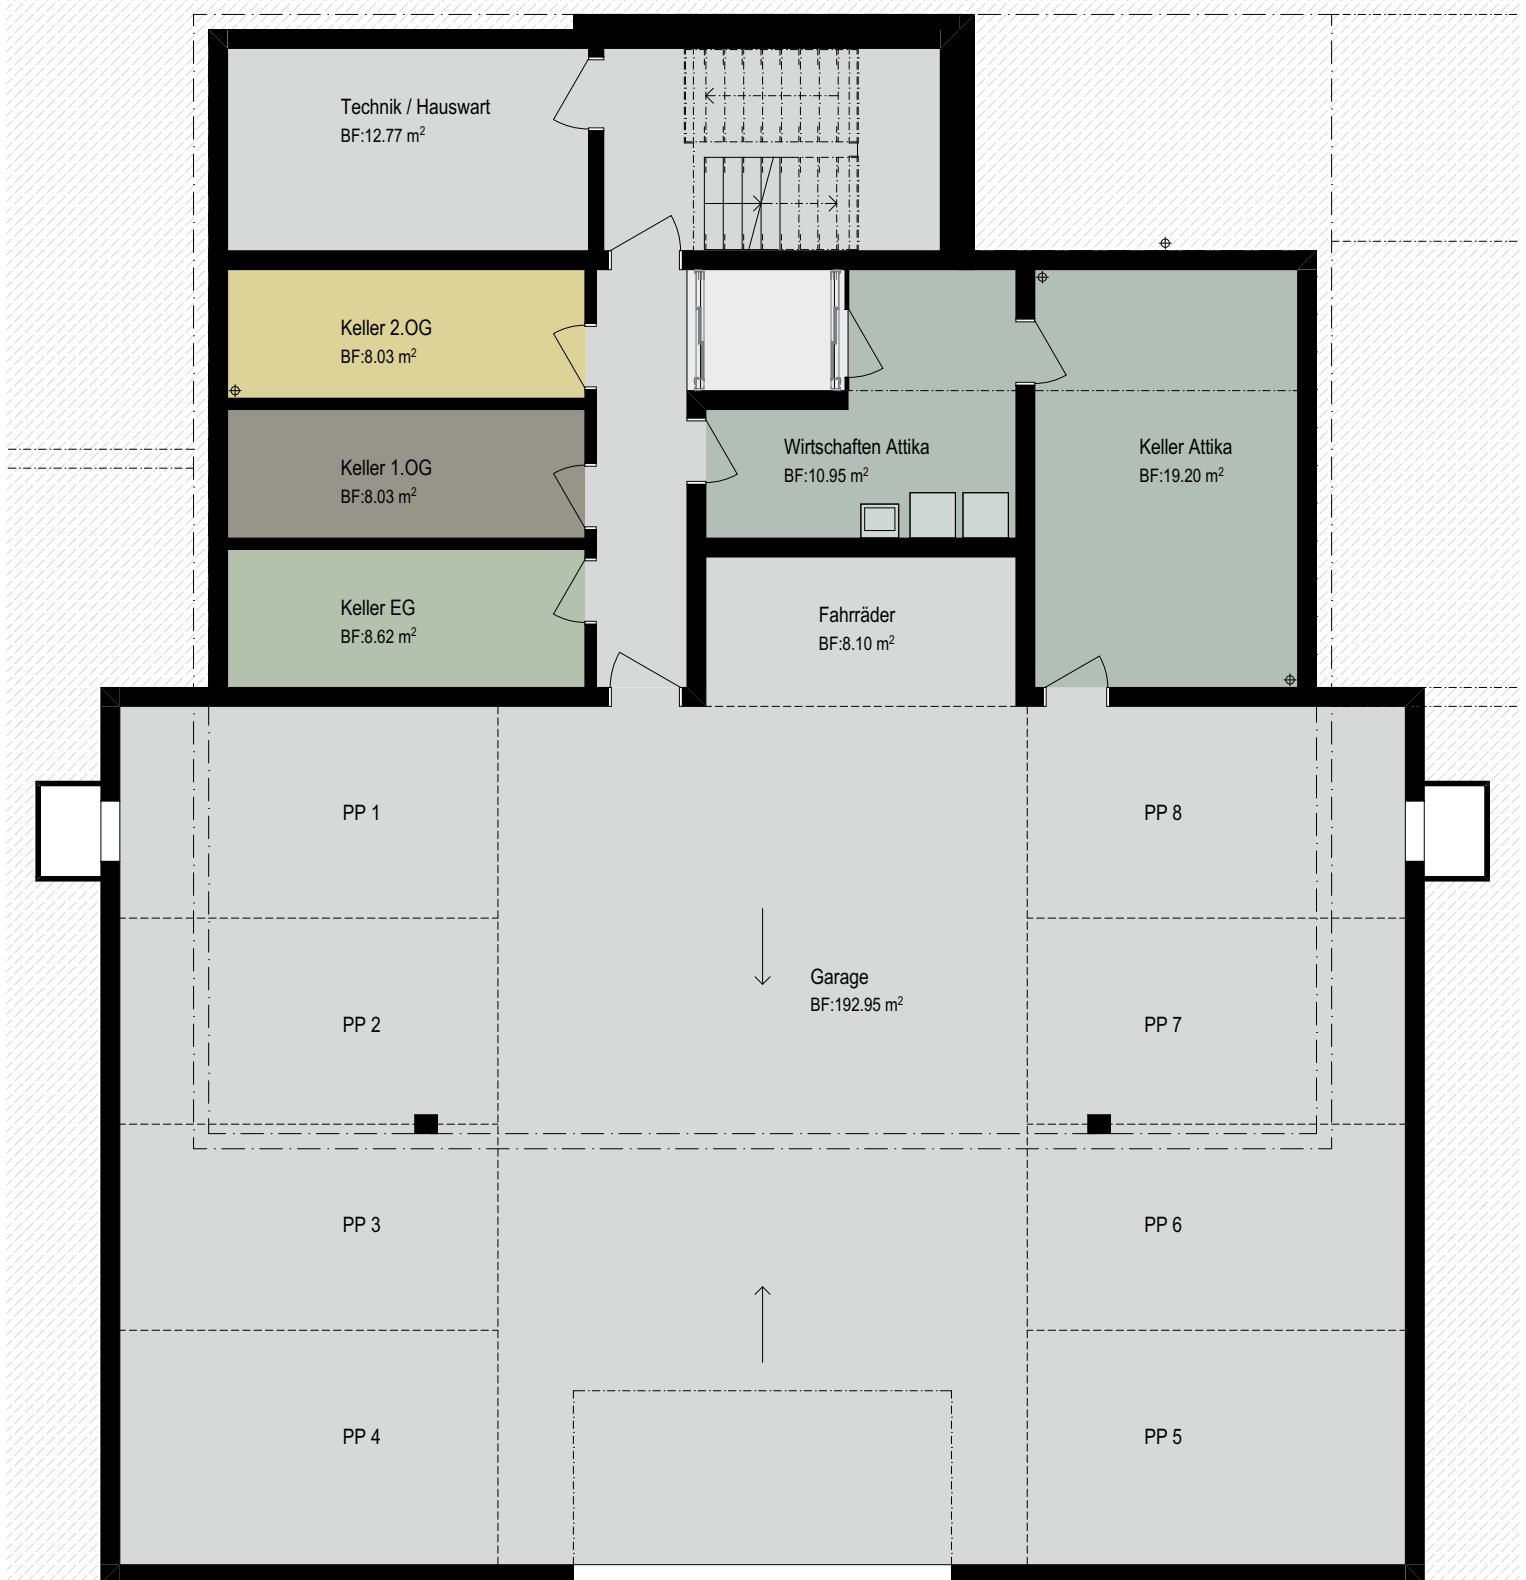 Technik / Hauswart
BF:12.77 m²
Keller 2.OG
BF:8.03 m²
Keller 1.OG
BF:8.03 m²
Wirtschaften Attika
BF:10.95 m²
Keller Attika
BF:19.20 m²
Keller EG
BF:8.62 m²
Fahrräder
BF:8.10 m²
PP 1
PP 8
Garage
BF:192.95 m²
PP 2
PP 7
PP 3
PP 6
PP 4
PP 5